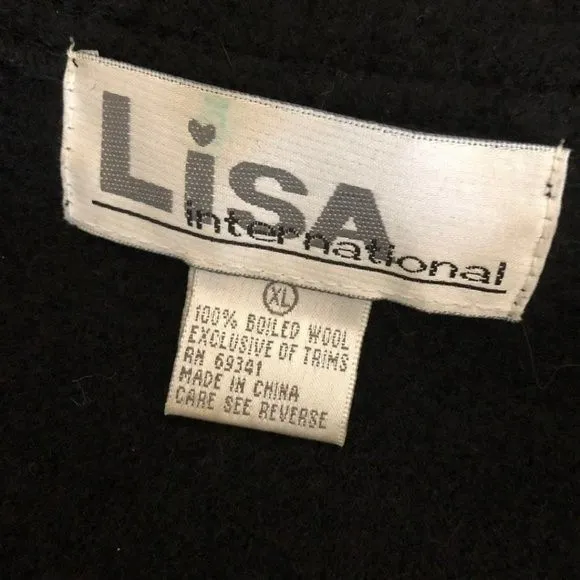 LiSA
international
XL
100% BOILED WOOL
EXCLUSIVE OF TRIMS
RN 69341
MADE IN CHINA
CARE SEE REVERSE